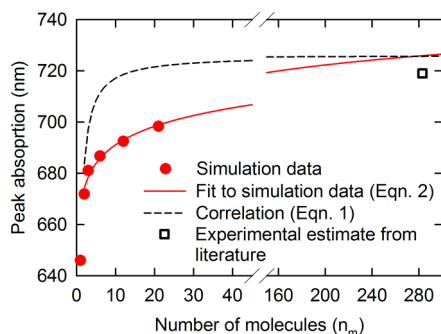 Peak absoprtion (nm)
740
720
700
680
660
640
Simulation data
Fit to simulation data (Eqn. 2)
Correlation (Eqn. 1)
Experimental estimate from
literature
0 10 20 30 40 160 200 240 280
Number of molecules (nm)